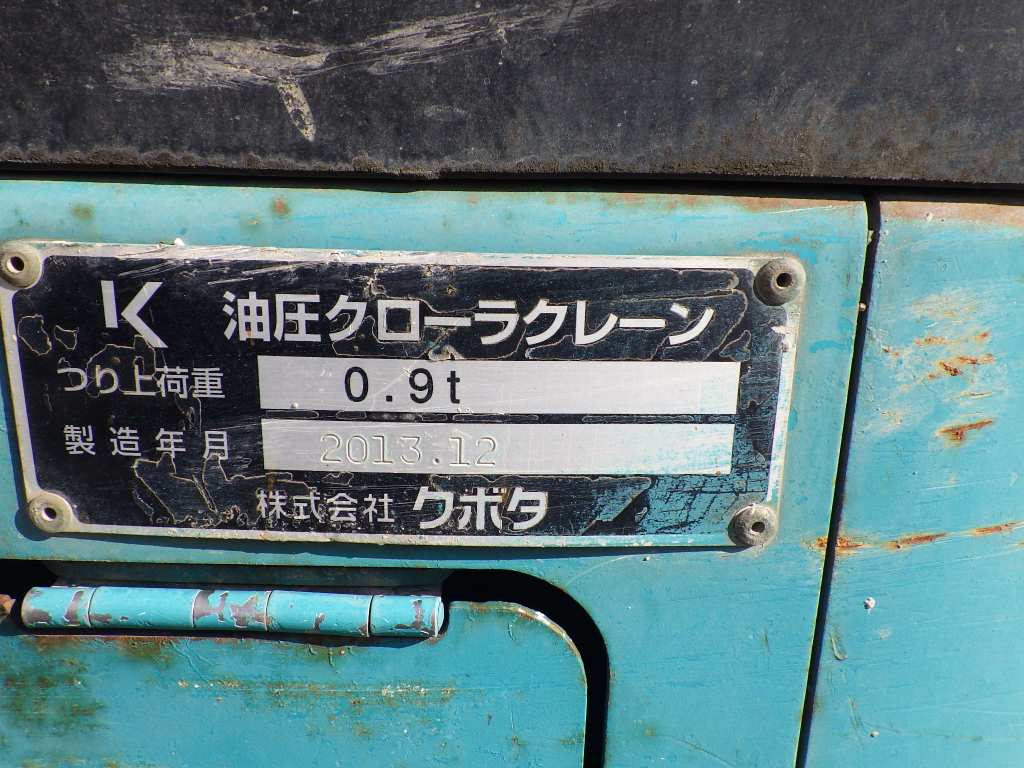 K 油圧クローラクレーン
つり上荷重 0.9t
製造年月 2013.12
株式会社 クボタ